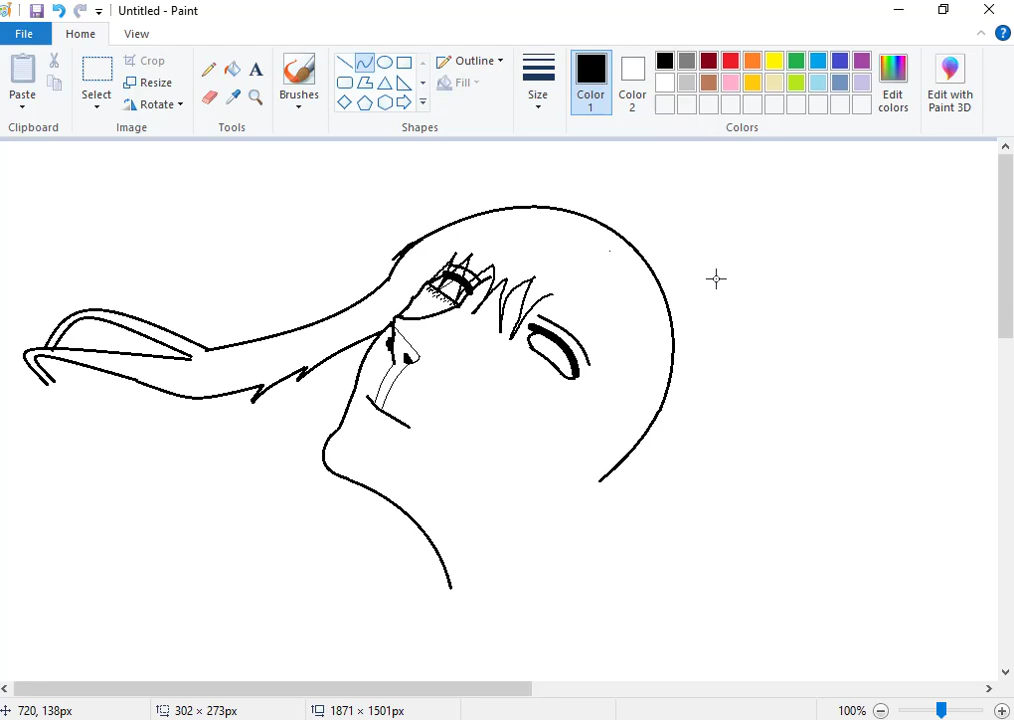 Untitled - Paint
File Home View
Paste
Clipboard
Select
Crop
Resize
Rotate
Image
Tools
Brushes
Shapes
Outline
Fill
Size
Color 1
Color 2
Colors
Edit colors
Edit with Paint 3D
720, 138px 302 × 273px 1871 × 1501px 100%